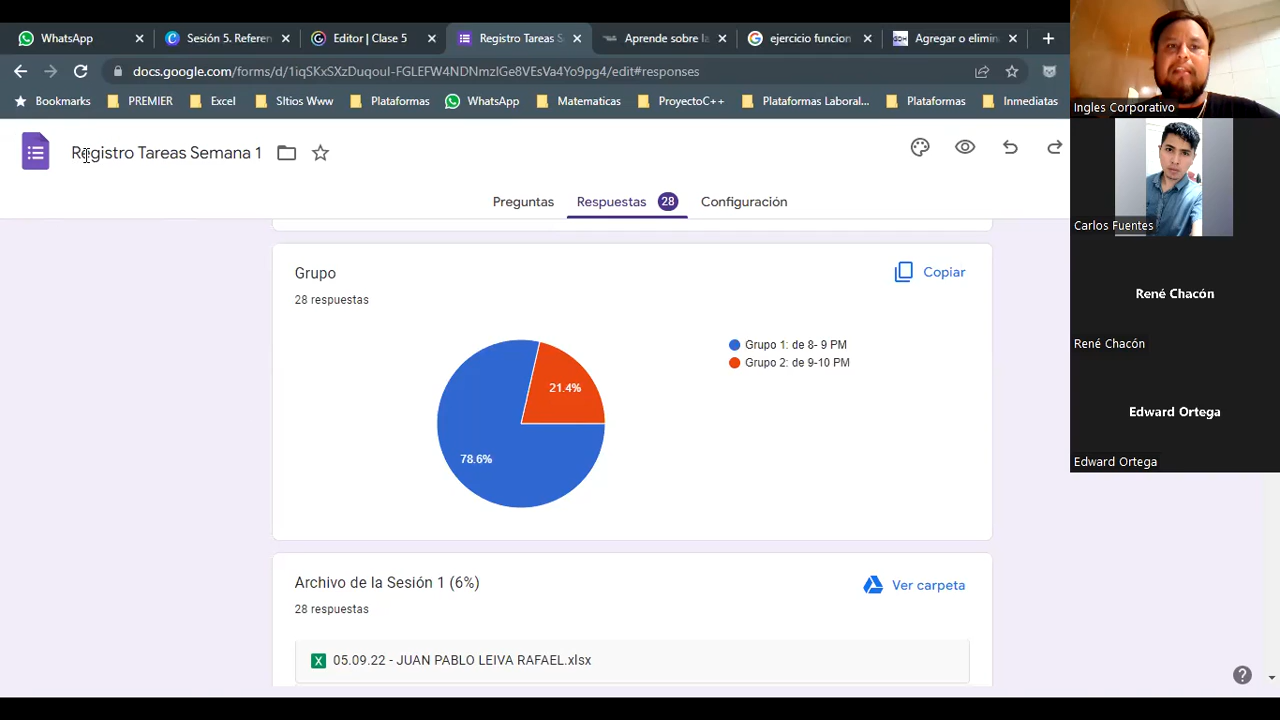 WhatsApp
Sesión 5. Referen
Editor | Clase 5
Registro Tareas S
Aprende sobre la
ejercicio funcion
Agregar o elimin
docs.google.com/forms/d/1iqSKxSXzDuqouI-FGLEFW4NDNmzIGe8VEsVa4Yo9pg4/edit#responses
Bookmarks
PREMIER
Excel
SItios Www
Plataformas
WhatsApp
Matematicas
ProyectoC++
Plataformas Laboral...
Plataformas
Inmediatas
Registro Tareas Semana 1
Preguntas
Respuestas 28
Configuración
Grupo
Copiar
28 respuestas
Grupo 1: de 8- 9 PM
Grupo 2: de 9-10 PM
21.4%
78.6%
Archivo de la Sesión 1 (6%)
Ver carpeta
28 respuestas
05.09.22 - JUAN PABLO LEIVA RAFAEL.xlsx
Ingles Corporativo
Carlos Fuentes
René Chacón
René Chacón
Edward Ortega
Edward Ortega